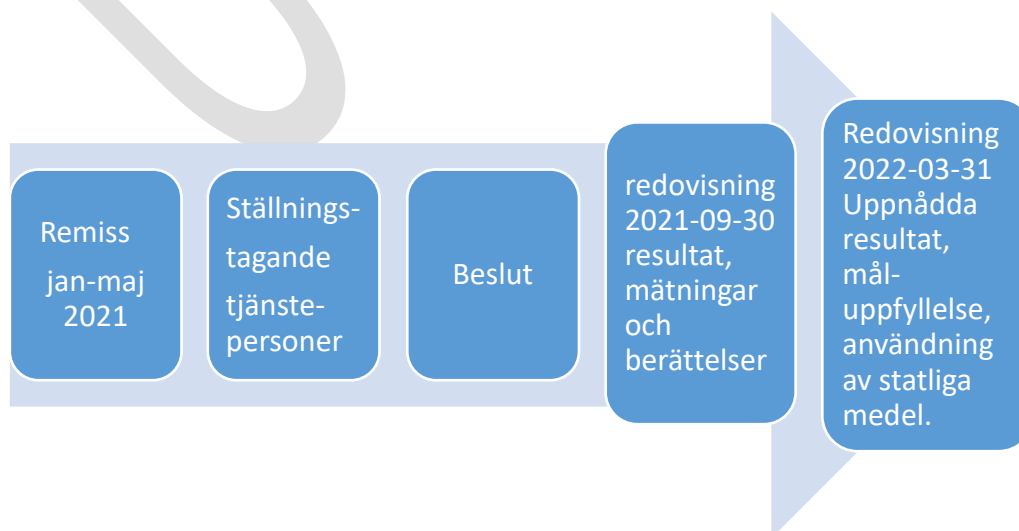 Remiss
jan-maj
2021
Ställnings-
tagande
tjänste-
personer
Beslut
redovisning
2021-09-30
resultat,
mätningar
och
berättelser
Redovisning
2022-03-31
Uppnådda
resultat,
mål-
uppfyllelse,
användning
av statliga
medel.